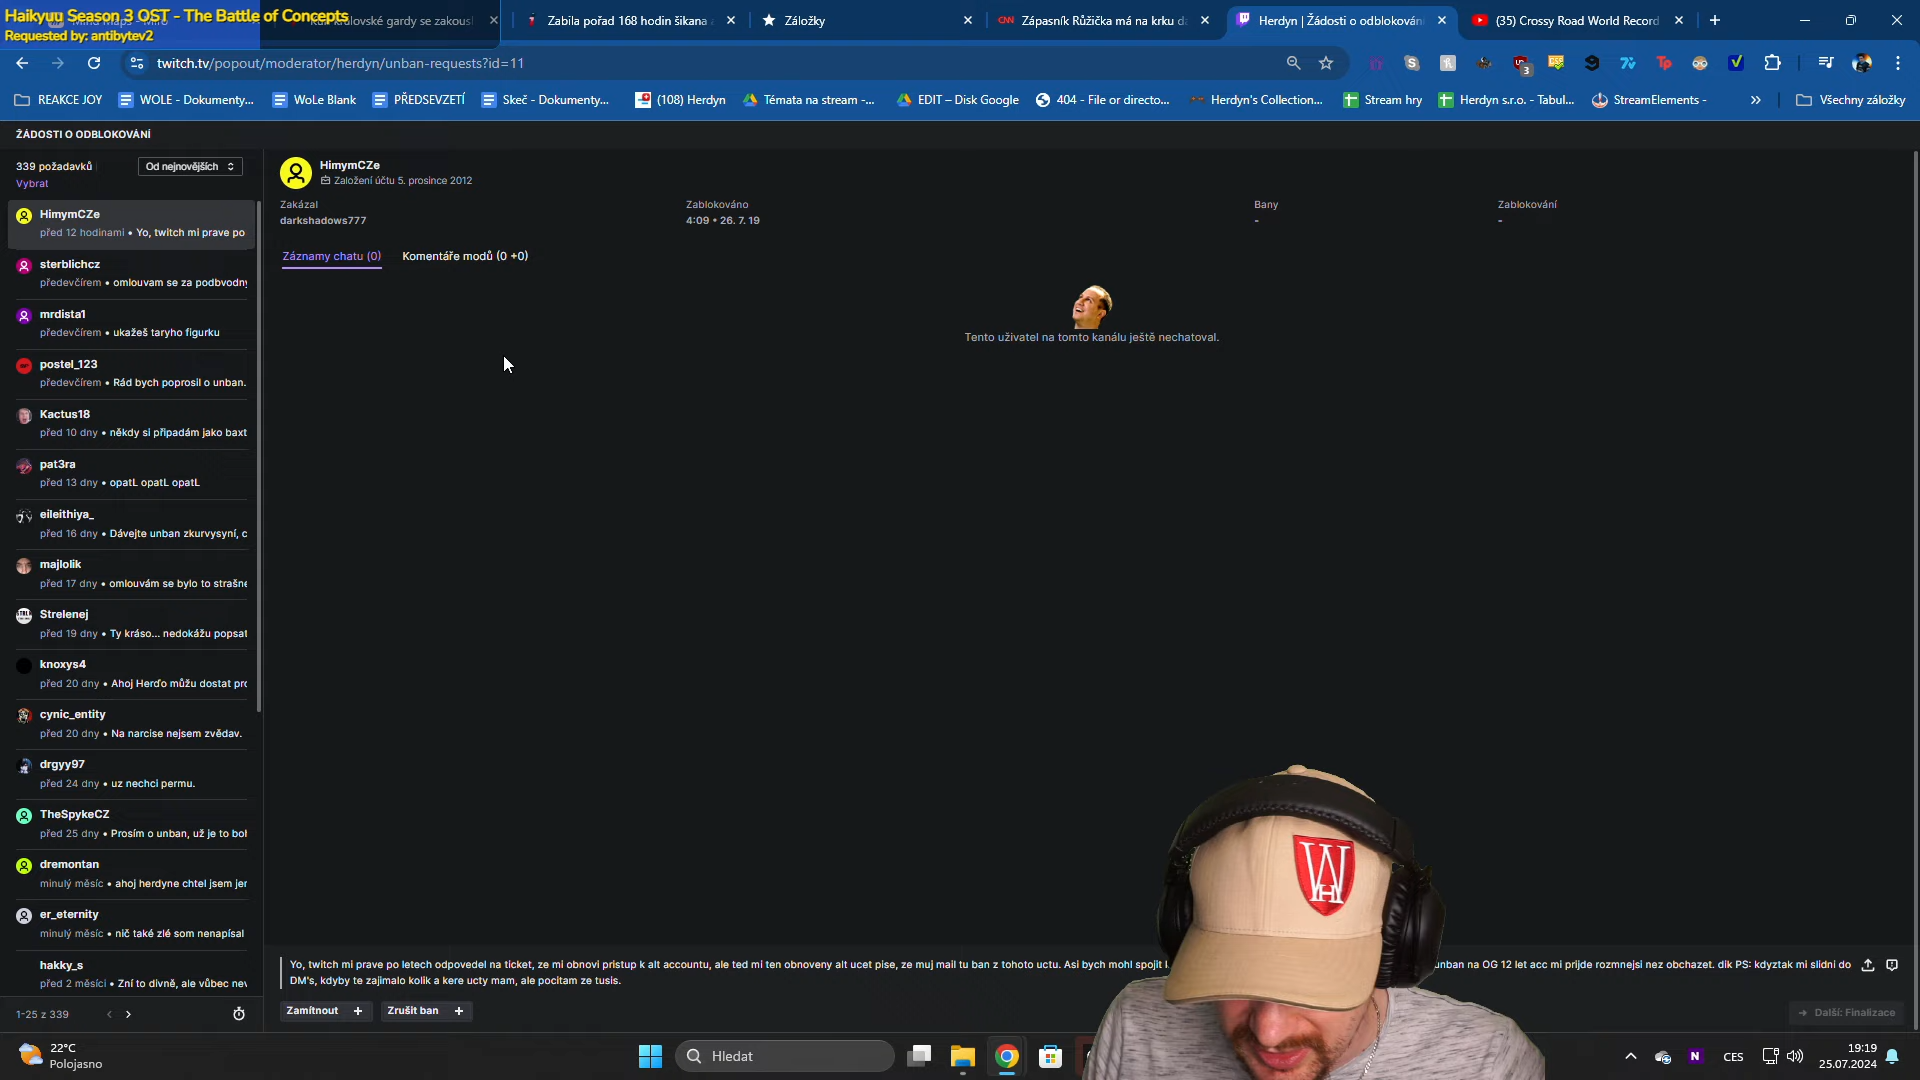 Haikyuu Season 3 OST - The Battle of Concepts
Requested by: antibytev2
Zabila pořad 168 hodin šikana a
Záložky
CNN Zápasník Růžička má na krku d
Herdyn | Žádosti o odblokování
(35) Crossy Road World Record
twitch.tv/popout/moderator/herdyn/unban-requests?id=11
REAKCE JOY
WOLE - Dokumenty...
WoLe Blank
PŘEDSEVZETÍ
Skeč - Dokumenty...
(108) Herdyn
Témata na stream -...
EDIT – Disk Google
404 - File or directo...
Herdyn's Collection...
Stream hry
Herdyn s.r.o. - Tabul...
StreamElements -
Všechny záložky
ŽÁDOSTI O ODBLOKOVÁNÍ
339 požadavků
Od nejnovějších
Vybrat
HimymCZe
před 12 hodinami • Yo, twitch mi prave po
sterblichcz
předevčírem • omlouvam se za podbvodny
mrdista1
předevčírem • ukažeš taryho figurku
postel_123
předevčírem • Rád bych poprosil o unban.
Kactus18
před 10 dny • někdy si připadám jako baxt
pat3ra
před 13 dny • opatL opatL opatL
eileithiya_
před 16 dny • Dávejte unban zkurvysyní, c
majlolik
před 17 dny • omlouvám se bylo to strašně
Strelenej
před 19 dny • Ty kráso... nedokážu popsat
knoxys4
před 20 dny • Ahoj Herďo můžu dostat pro
cynic_entity
před 20 dny • Na narcise nejsem zvědav.
drgyy97
před 24 dny • uz nechci permu.
TheSpykeCZ
před 25 dny • Prosím o unban, už je to boh
dremontan
minulý měsíc • ahoj herdyne chtel jsem jen
er_eternity
minulý měsíc • nič také zlé som nenapísal
hakky_s
před 2 měsíci • Zní to divně, ale vůbec nev
1-25 z 339
HimymCZe
Založení účtu 5. prosince 2012
Zakázal
darkshadows777
Zablokováno
4:09 • 26. 7. 19
Bany
-
Zablokování
-
Záznamy chatu (0)
Komentáře modů (0 +0)
Tento uživatel na tomto kanálu ještě nechatoval.
WH
Yo, twitch mi prave po letech odpovedel na ticket, ze mi obnovi pristup k alt accountu, ale ted mi ten obnoveny alt ucet pise, ze muj mail tu ban z tohoto uctu. Asi bych mohl spojit unban na OG 12 let acc mi prijde rozmnejsi nez obchazet. dik PS: kdyztak mi slidni do
DM's, kdyby te zajimalo kolik a kere ucty mam, ale pocitam ze tusis.
Zamítnout +
Zrušit ban +
Další: Finalizace
22°C
Polojasno
Hledat
CES
19:19
25.07.2024